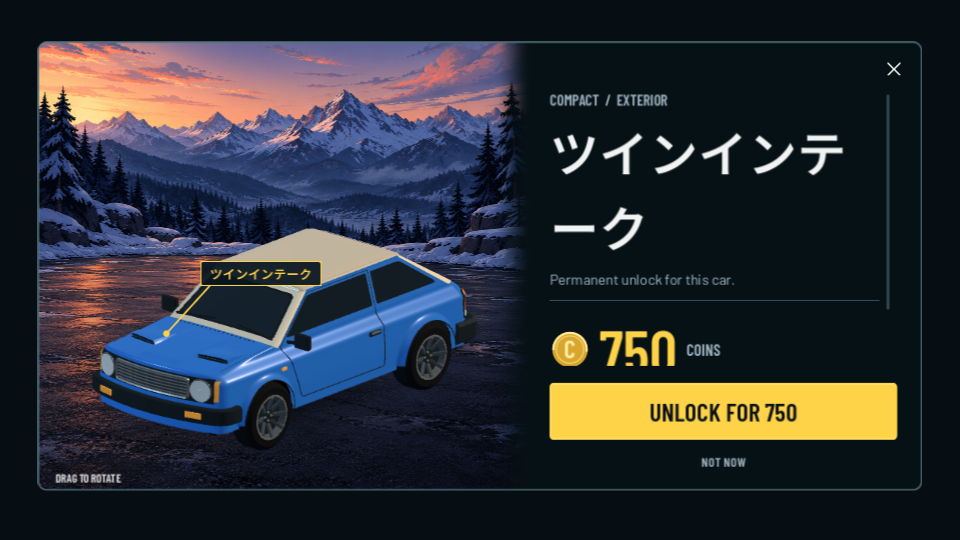 COMPACT / EXTERIOR
ツインインテ
ーク
Permanent unlock for this car.
C 750 COINS
UNLOCK FOR 750
NOT NOW
ツインインテーク
DRAG TO ROTATE